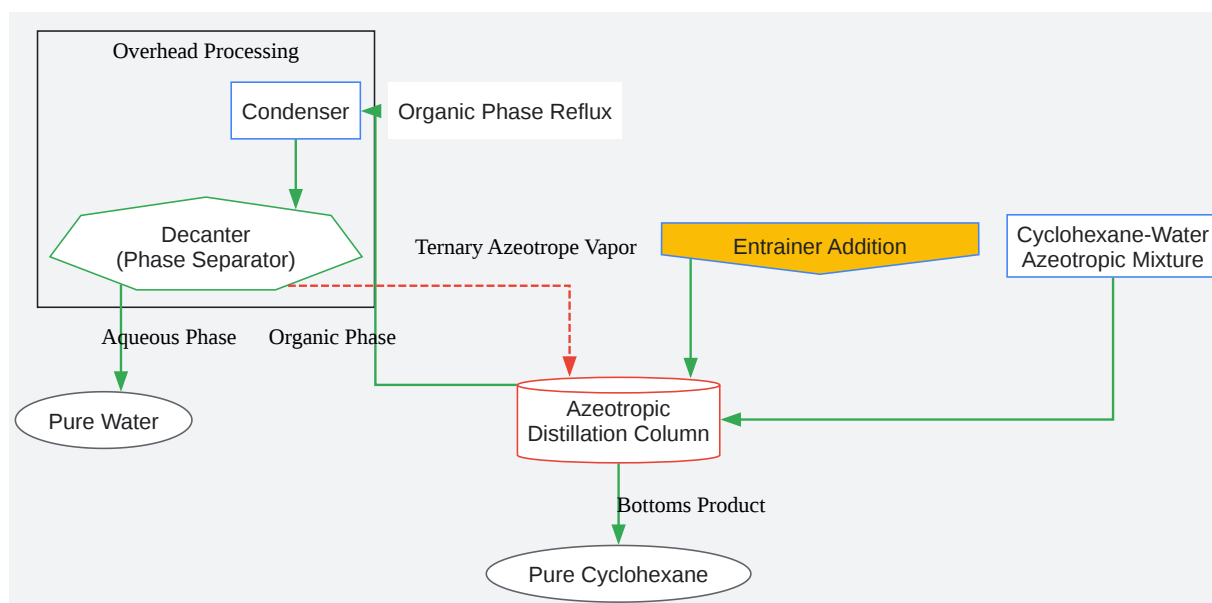 Overhead Processing
Condenser
Organic Phase Reflux
Decanter
(Phase Separator)
Ternary Azeotrope Vapor
Entrainer Addition
Cyclohexane-Water
Azeotropic Mixture
Aqueous Phase
Organic Phase
Pure Water
Azeotropic
Distillation Column
Bottoms Product
Pure Cyclohexane